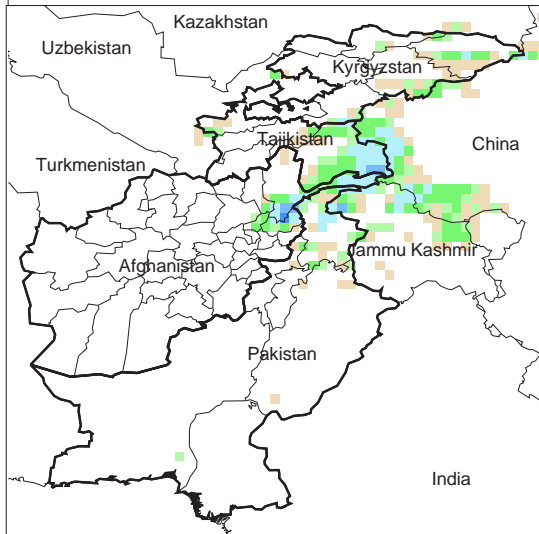 Kazakhstan
Uzbekistan
Kyrgyzstan
Tajikistan
China
Turkmenistan
Jammu Kashmir
Afghanistan
Pakistan
India